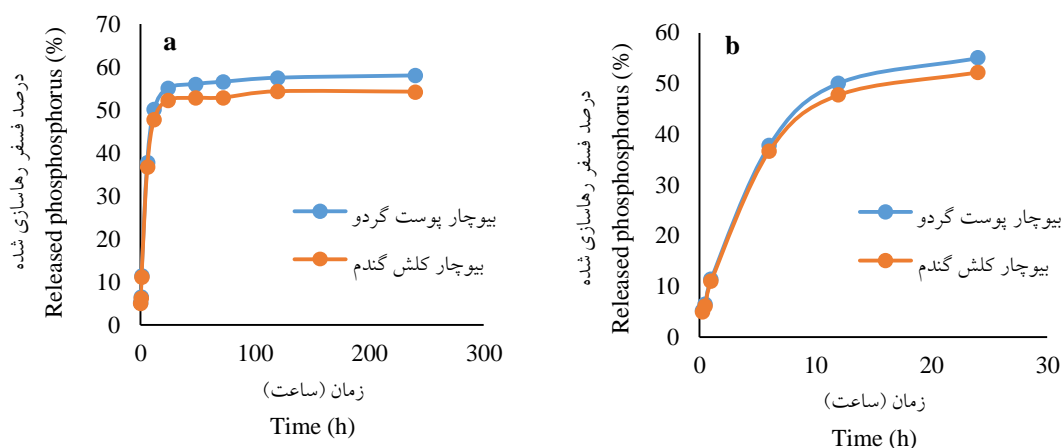 a
درصد فسفر رهاسازی شده
Released phosphorus (%)
70
60
50
40
30
20
10
0
بیوچار پوست گردو
بیوچار کلش گندم
0
100
200
300
زمان (ساعت)
Time (h)
b
درصد فسفر رهاسازی شده
Released phosphorus (%)
60
50
40
30
20
10
0
بیوچار پوست گردو
بیوچار کلش گندم
0
10
20
30
زمان (ساعت)
Time (h)